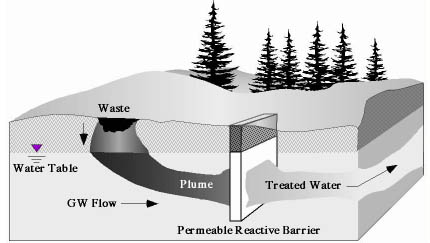 Waste
Water Table
Plume
Treated Water
GW Flow
Permeable Reactive Barrier